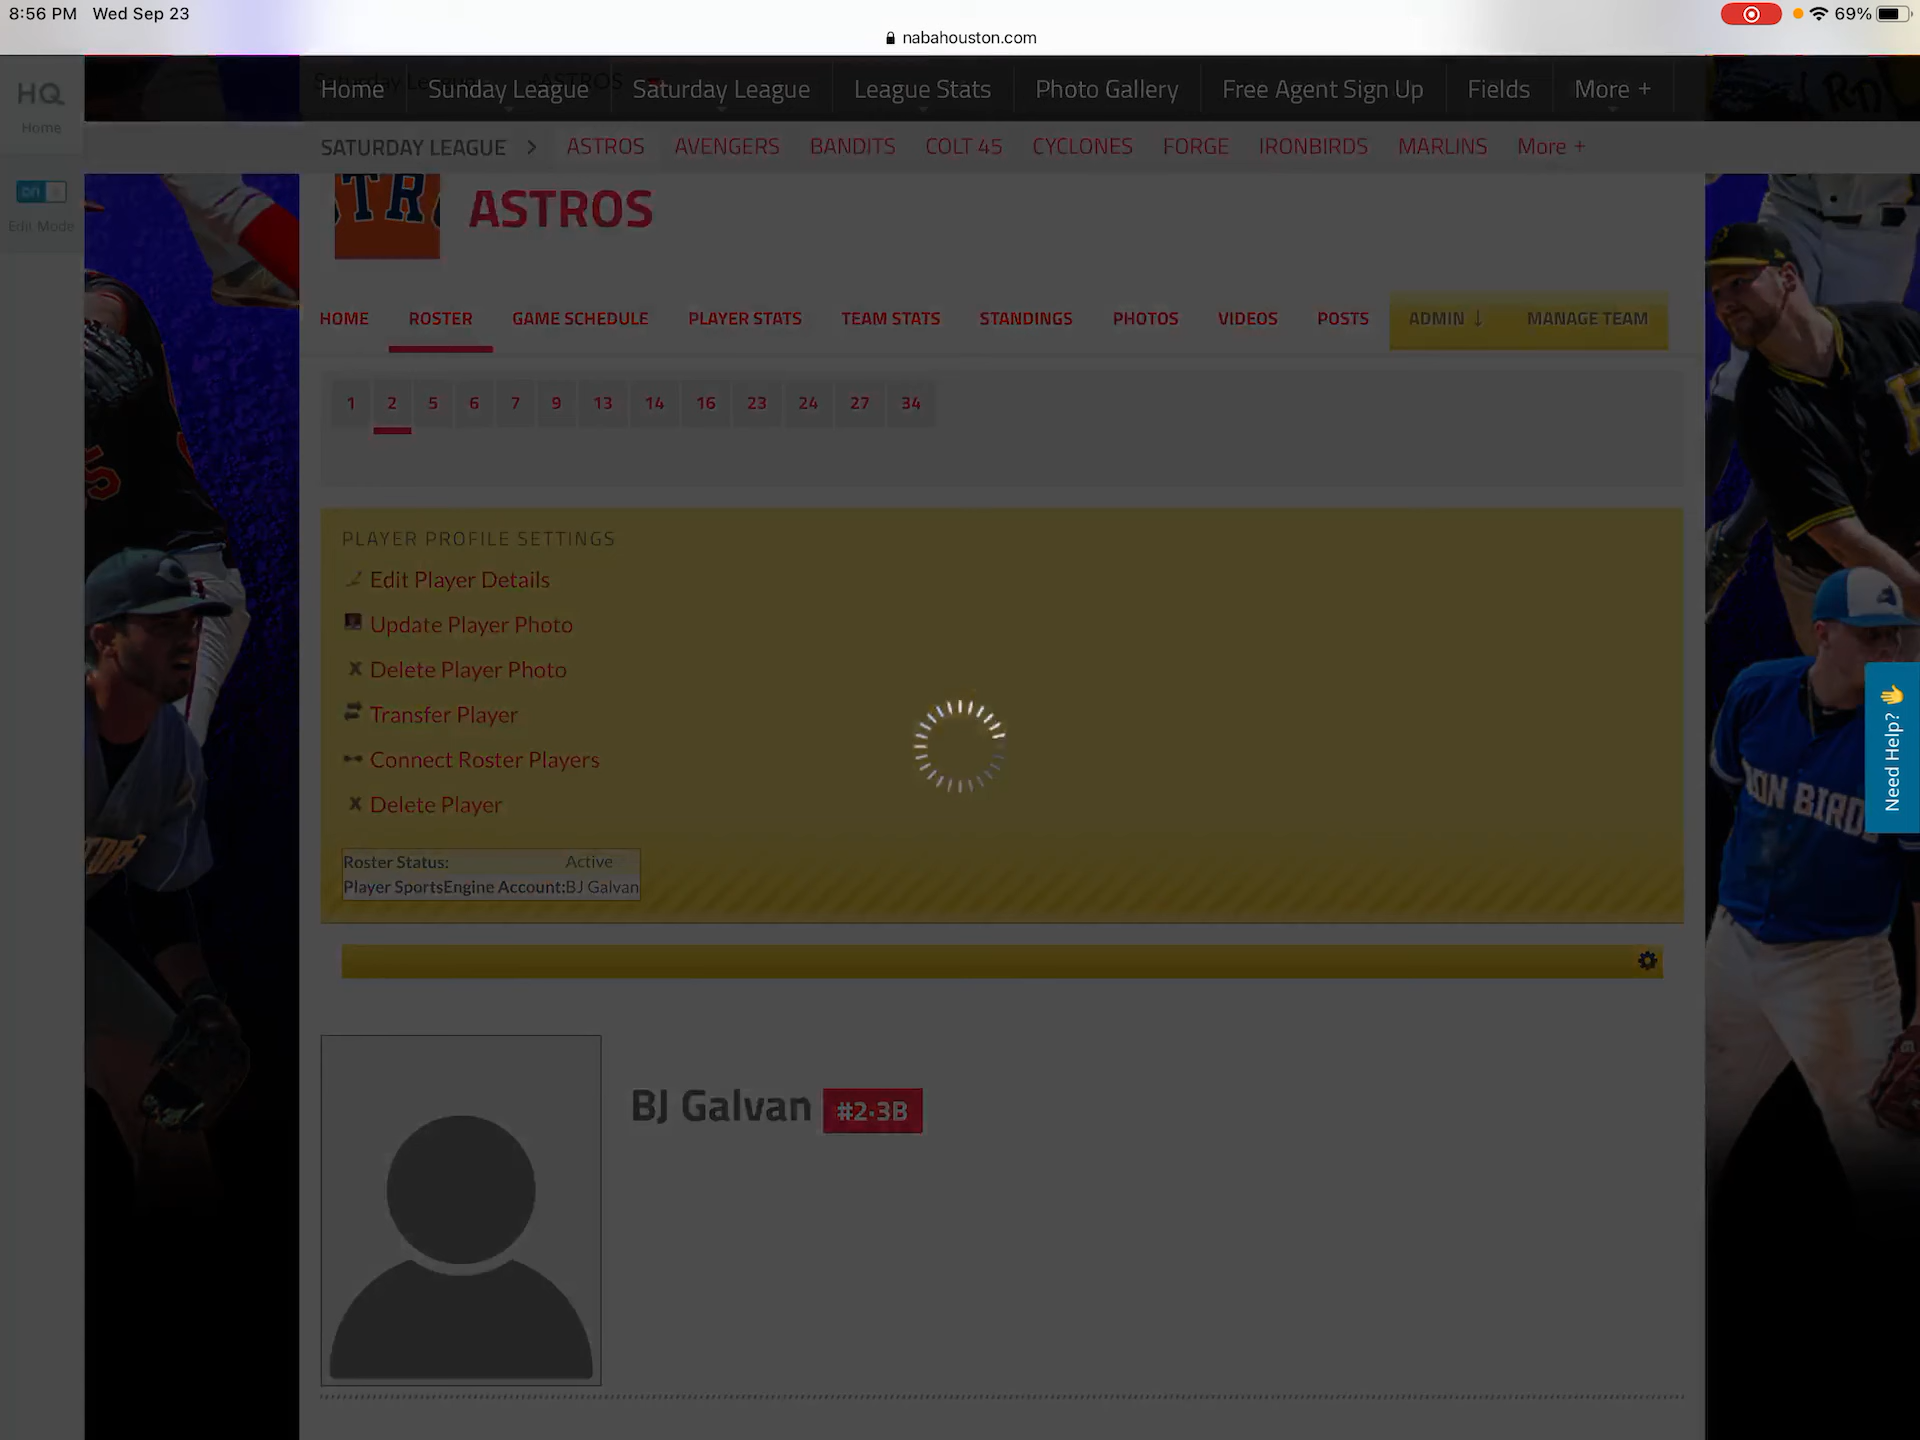 8:56 PM Wed Sep 23
69%
nabahouston.com
HQ
Home
on
Edit Mode
Saturday League ASTROS
Home Sunday League Saturday League League Stats Photo Gallery Free Agent Sign Up Fields More +
SATURDAY LEAGUE > ASTROS AVENGERS BANDITS COLT 45 CYCLONES FORGE IRONBIRDS MARLINS More +
ASTROS
HOME ROSTER GAME SCHEDULE PLAYER STATS TEAM STATS STANDINGS PHOTOS VIDEOS POSTS ADMIN ↓ MANAGE TEAM
1 2 5 6 7 9 13 14 16 23 24 27 34
PLAYER PROFILE SETTINGS
Edit Player Details
Update Player Photo
Delete Player Photo
Transfer Player
Connect Roster Players
Delete Player
Roster Status: Active
Player SportsEngine Account:BJ Galvan
Need Help?
BJ Galvan #2·3B